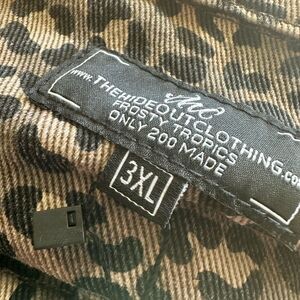 www.THEHIDEOUTCLOTHING.com
FROSTY TROPICS
ONLY 200 MADE
3XL